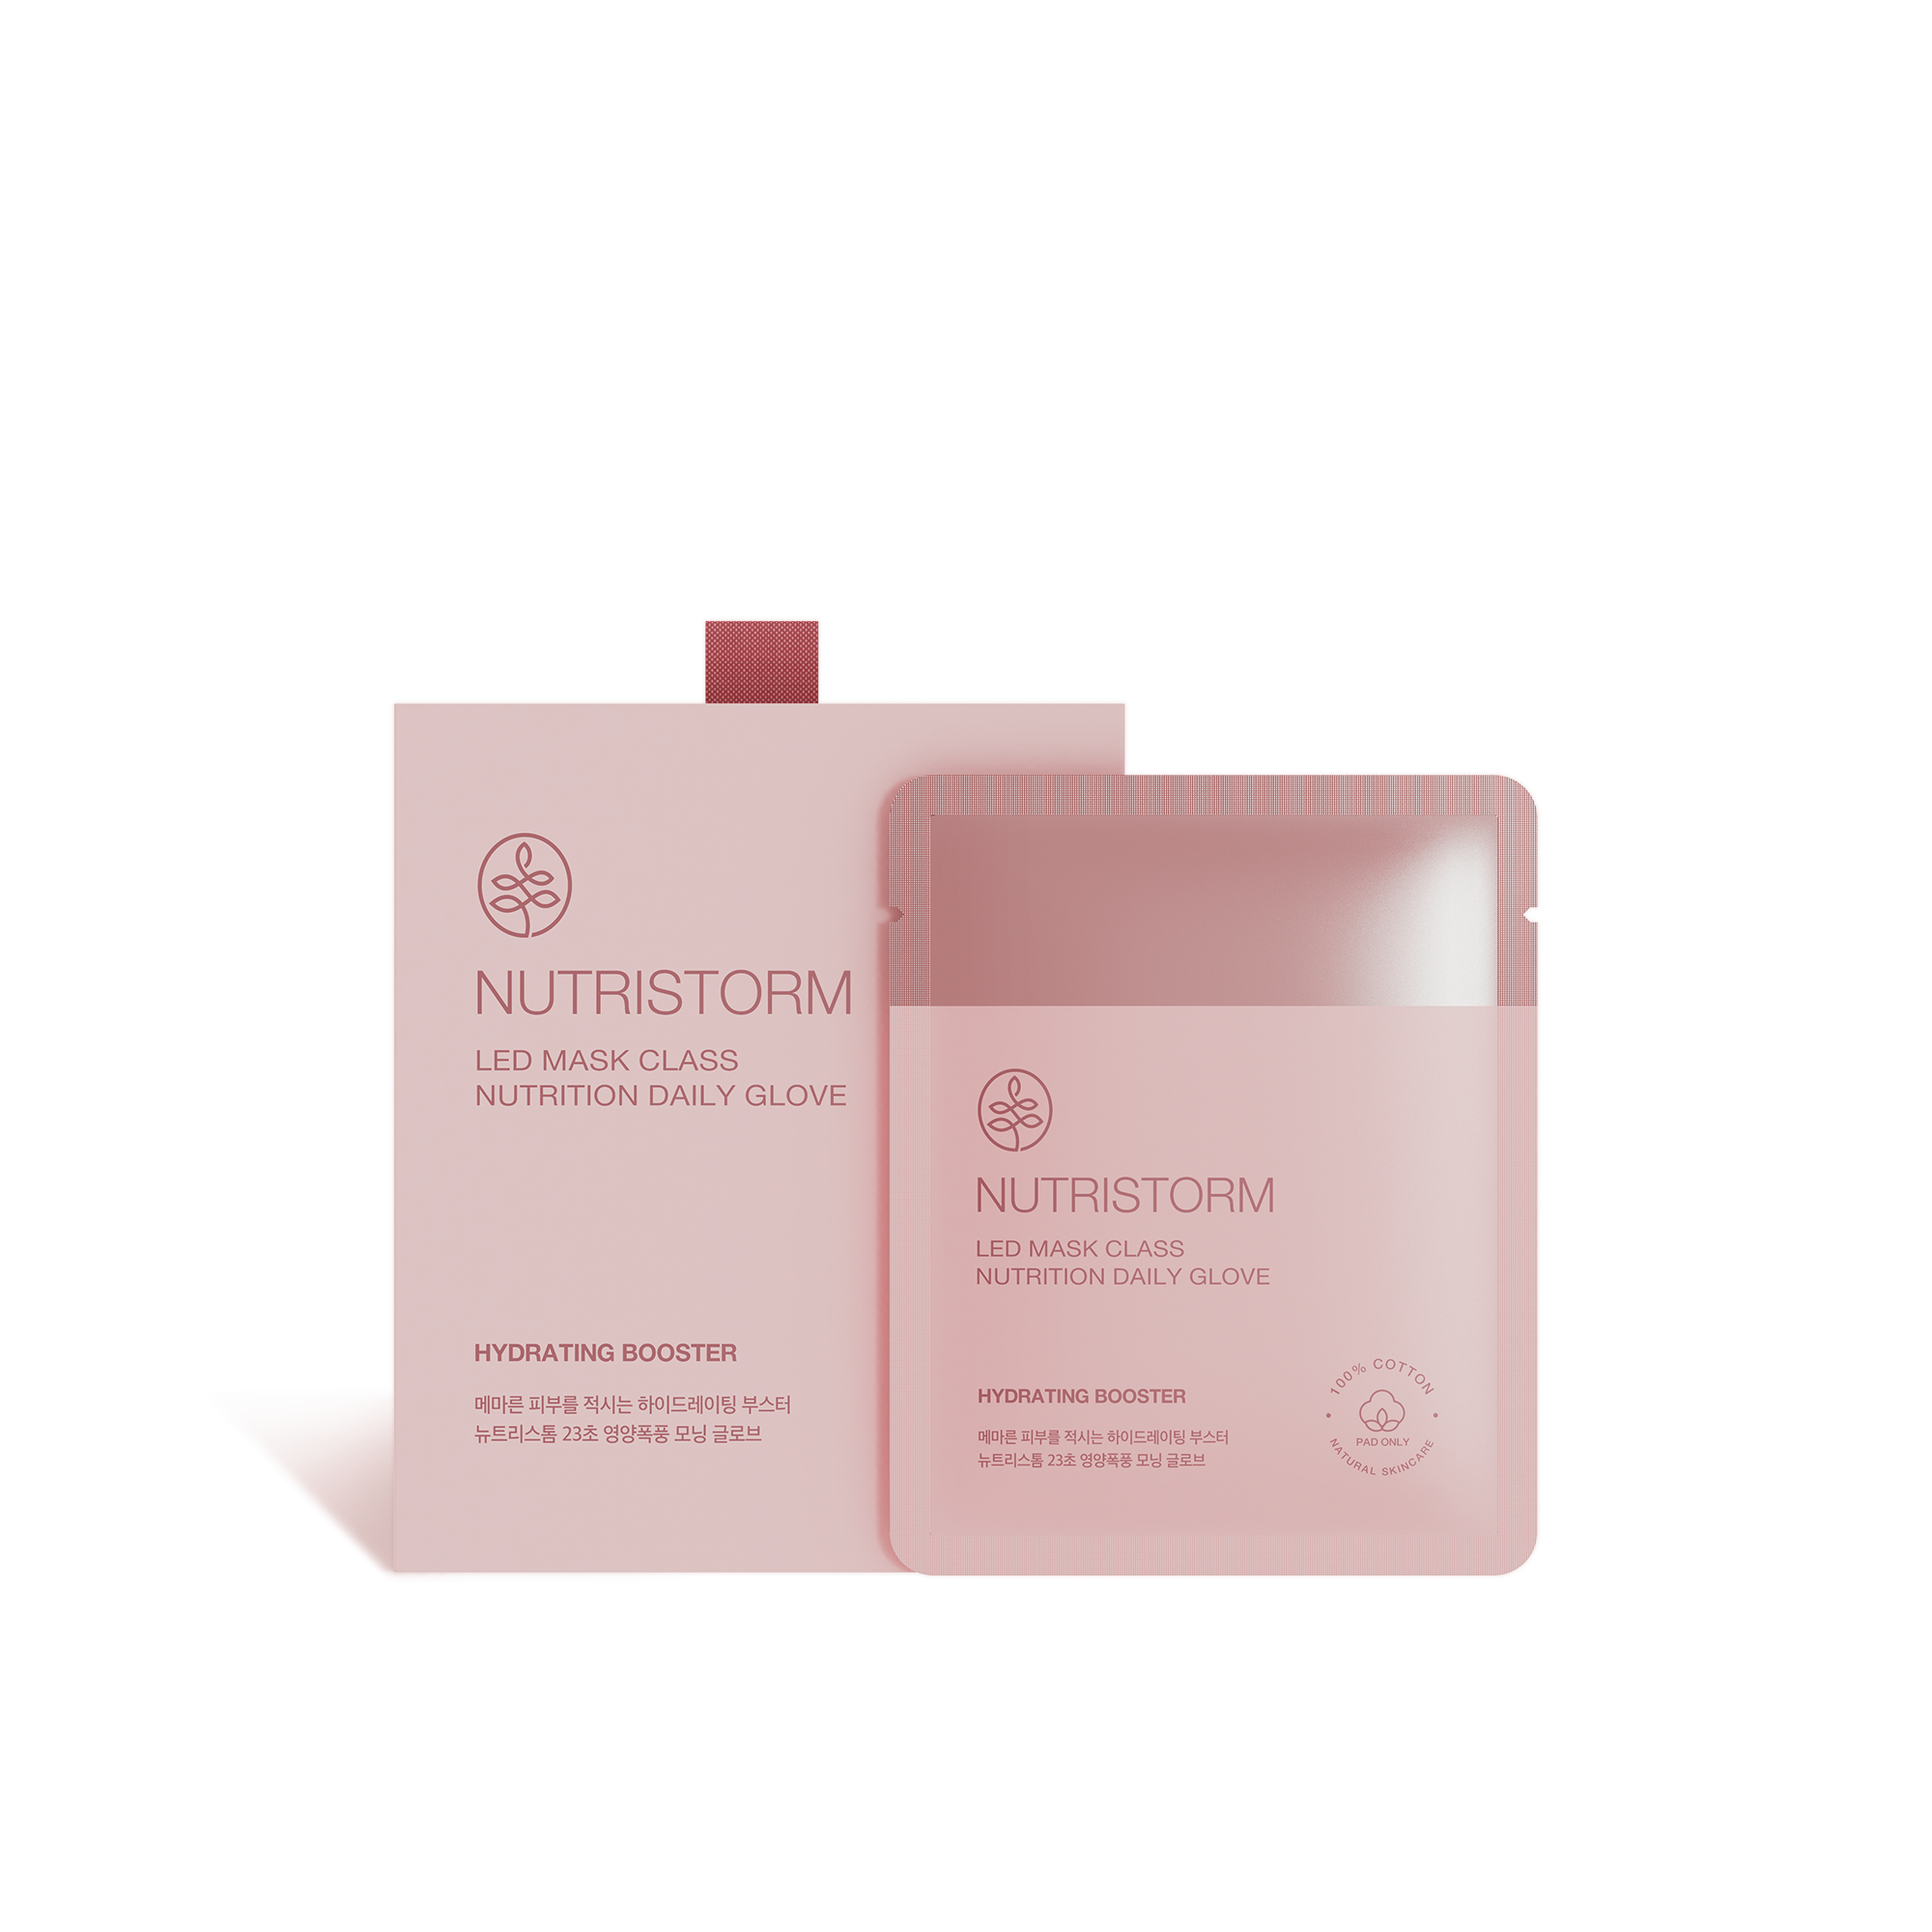 NUTRISTORM
LED MASK CLASS
NUTRITION DAILY GLOVE
HYDRATING BOOSTER
메마른 피부를 적시는 하이드레이팅 부스터
뉴트리스톰 23초 영양폭풍 모닝 글로브
NUTRISTORM
LED MASK CLASS
NUTRITION DAILY GLOVE
HYDRATING BOOSTER
메마른 피부를 적시는 하이드레이팅 부스터
뉴트리스톰 23초 영양폭풍 모닝 글로브
100% COTTON
PAD ONLY
NATURAL SKINCARE